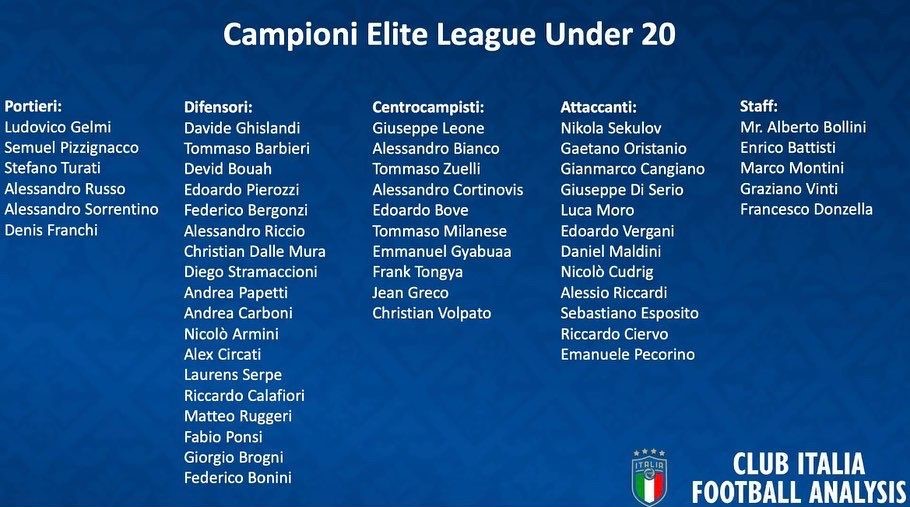 Campioni Elite League Under 20
Portieri:
Ludovico Gelmi
Semuel Pizzignacco
Stefano Turati
Alessandro Russo
Alessandro Sorrentino
Denis Franchi
Difensori:
Davide Ghislandi
Tommaso Barbieri
Devid Bouah
Edoardo Pierozzi
Federico Bergonzi
Alessandro Riccio
Christian Dalle Mura
Diego Stramaccioni
Andrea Papetti
Andrea Carboni
Nicolò Armini
Alex Circati
Laurens Serpe
Riccardo Calafiori
Matteo Ruggeri
Fabio Ponsi
Giorgio Brogni
Federico Bonini
Centrocampisti:
Giuseppe Leone
Alessandro Bianco
Tommaso Zuelli
Alessandro Cortinovis
Edoardo Bove
Tommaso Milanese
Emmanuel Gyabuaa
Frank Tongya
Jean Greco
Christian Volpato
Attaccanti:
Nikola Sekulov
Gaetano Oristanio
Gianmarco Cangiano
Giuseppe Di Serio
Luca Moro
Edoardo Vergani
Daniel Maldini
Nicolò Cudrig
Alessio Riccardi
Sebastiano Esposito
Riccardo Ciervo
Emanuele Pecorino
Staff:
Mr. Alberto Bollini
Enrico Battisti
Marco Montini
Graziano Vinti
Francesco Donzella
ITALIA
CLUB ITALIA
FOOTBALL ANALYSIS